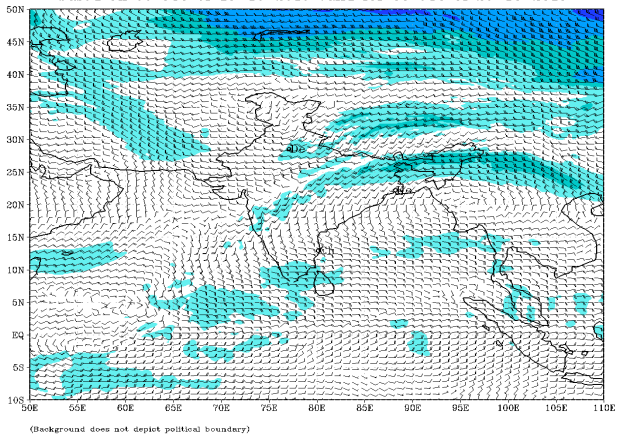 50N
45N
40N
35N
30N
De
25N
20N
15N
10N
5N
EQ
5S
10S
50E 55E 60E 65E 70E 75E 80E 85E 90E 95E 100E 105E 110E
(Background does not depict political boundary)